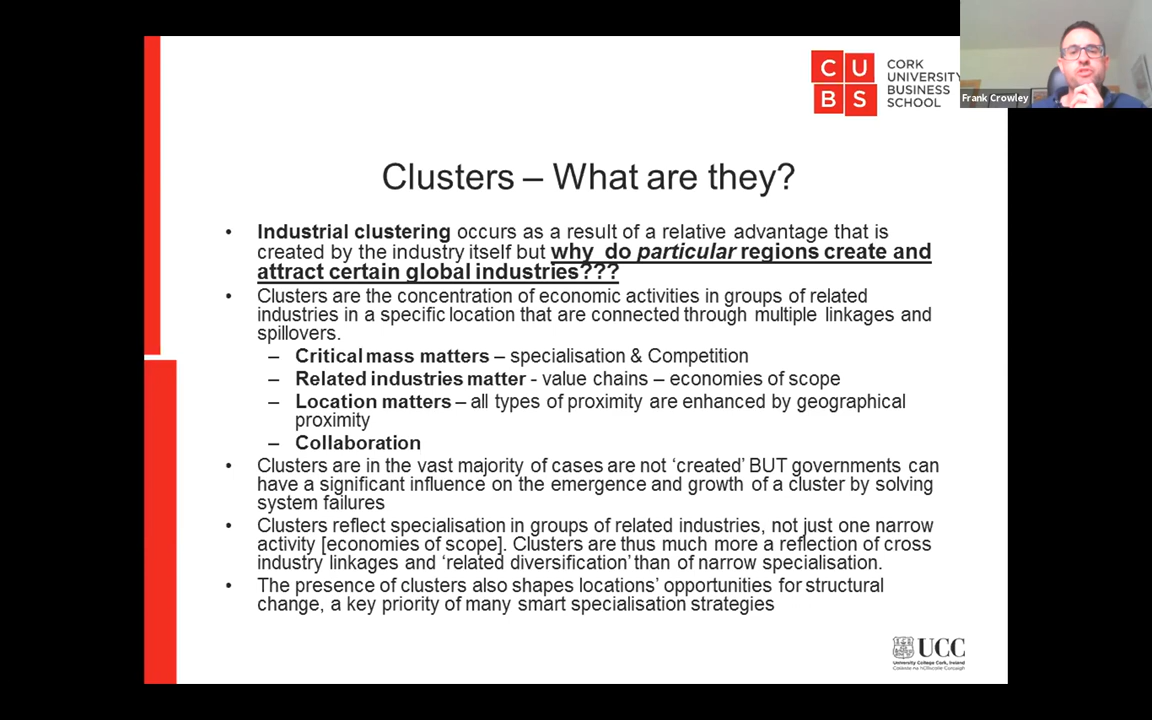 C U
B S
CORK
UNIVERSITY
BUSINESS
SCHOOL
Frank Crowley
Clusters – What are they?
• Industrial clustering occurs as a result of a relative advantage that is
created by the industry itself but why do particular regions create and
attract certain global industries???
• Clusters are the concentration of economic activities in groups of related
industries in a specific location that are connected through multiple linkages and
spillovers.
– Critical mass matters – specialisation & Competition
– Related industries matter - value chains – economies of scope
– Location matters – all types of proximity are enhanced by geographical
proximity
– Collaboration
• Clusters are in the vast majority of cases are not ‘created’ BUT governments can
have a significant influence on the emergence and growth of a cluster by solving
system failures
• Clusters reflect specialisation in groups of related industries, not just one narrow
activity [economies of scope]. Clusters are thus much more a reflection of cross
industry linkages and ‘related diversification’ than of narrow specialisation.
• The presence of clusters also shapes locations’ opportunities for structural
change, a key priority of many smart specialisation strategies
UCC
University College Cork, Ireland